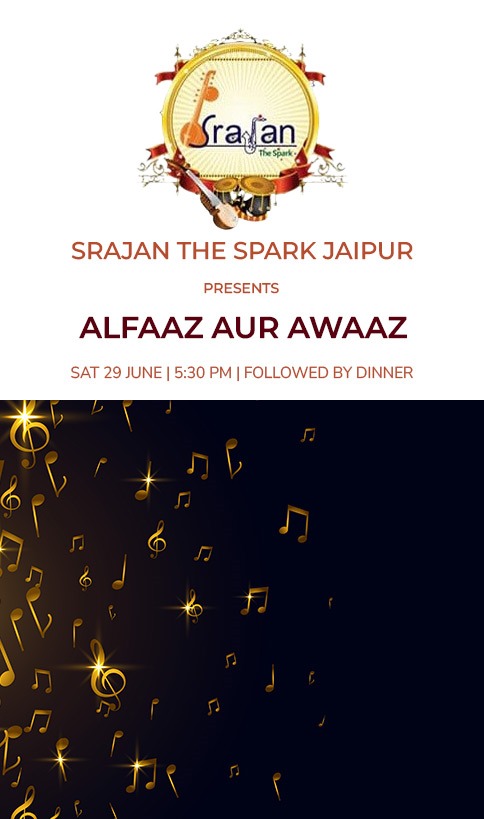 Srajan
The Spark
SRAJAN THE SPARK JAIPUR
PRESENTS
ALFAAZ AUR AWAAZ
SAT 29 JUNE | 5:30 PM | FOLLOWED BY DINNER